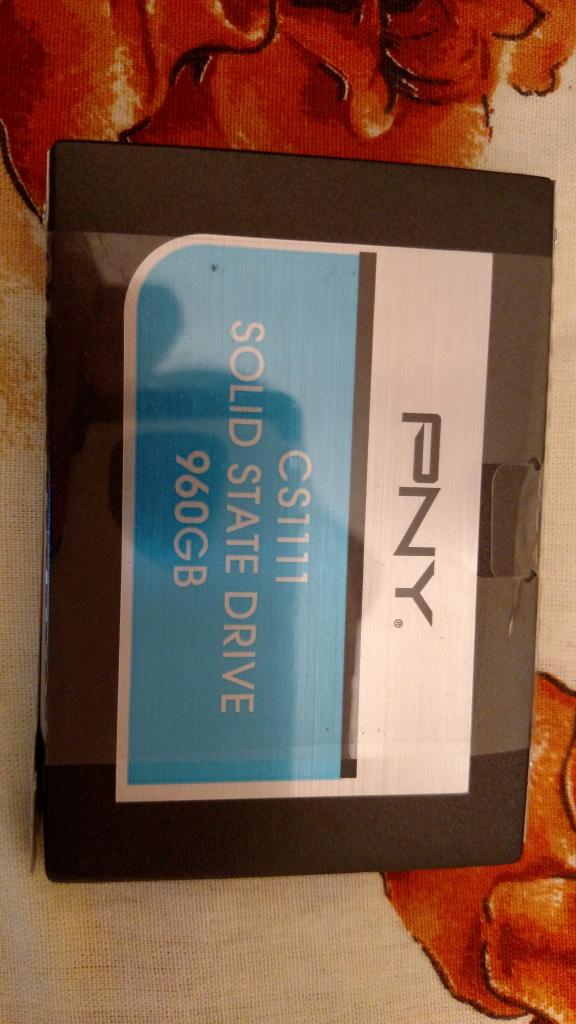 PNY®
CS1111
SOLID STATE DRIVE
960GB